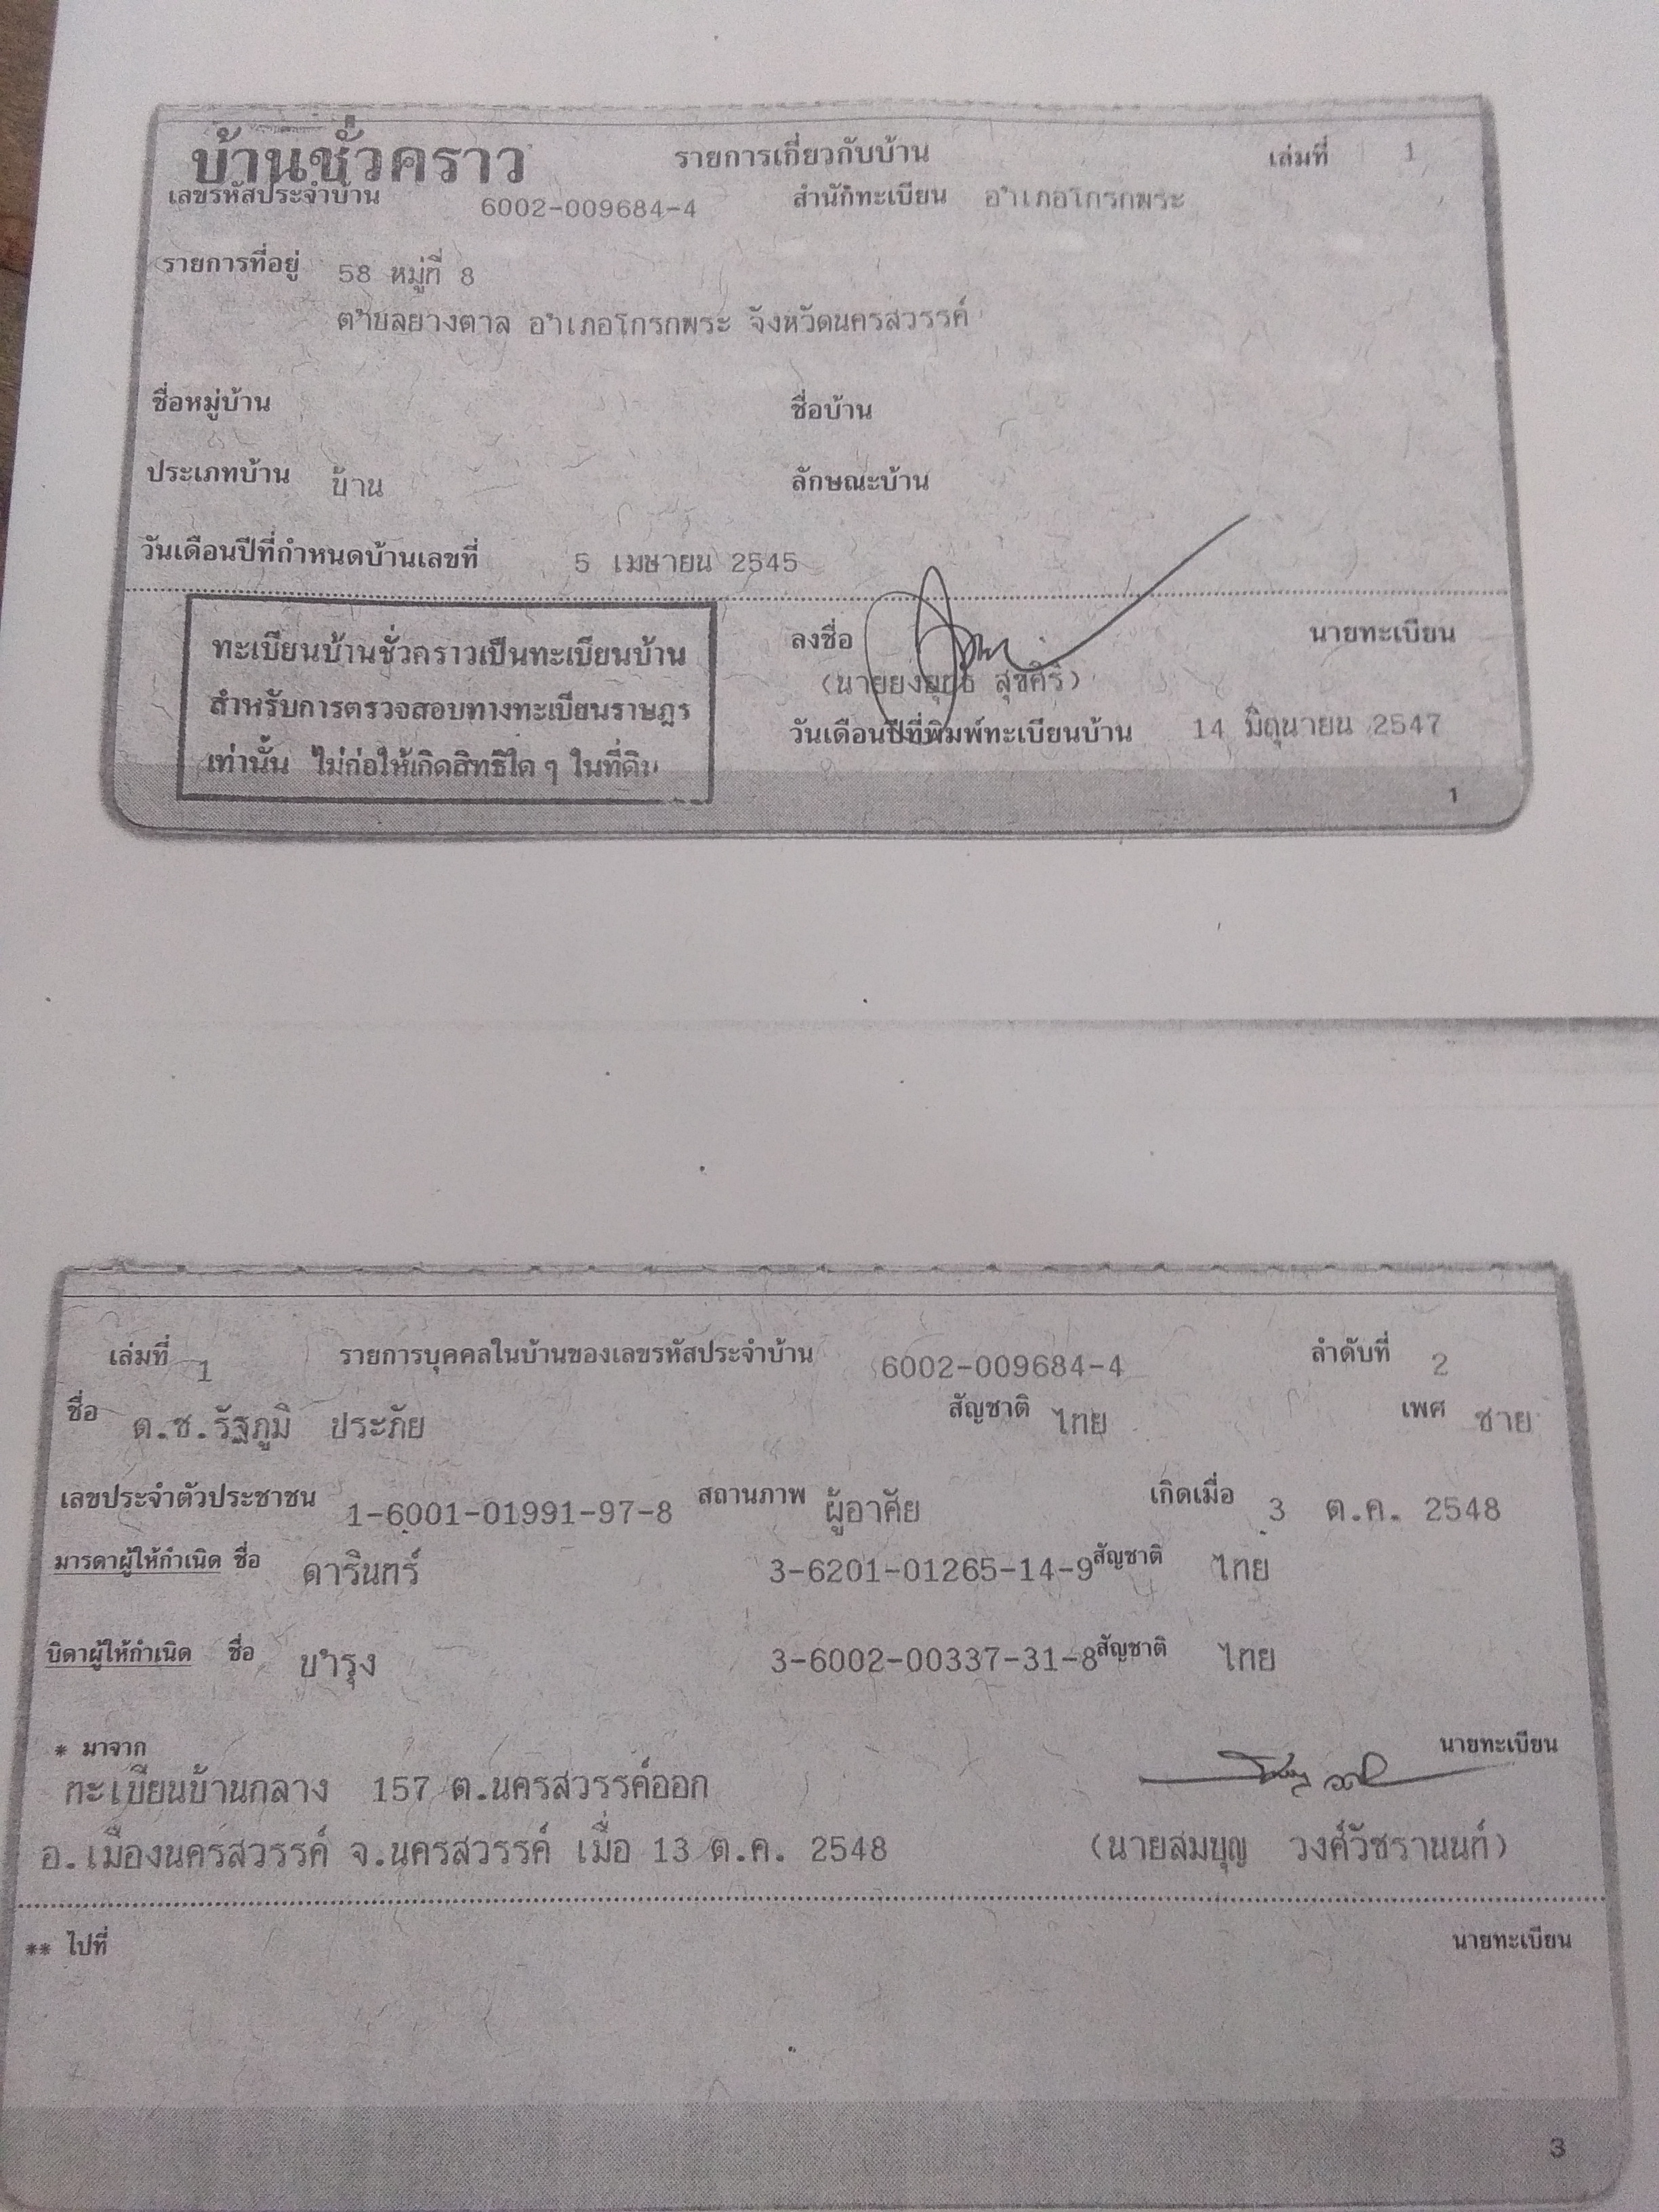 บ้านชั่วคราว รายการเกี่ยวกับบ้าน เล่มที่ 1
เลขรหัสประจำบ้าน 6002-009684-4 สำนักทะเบียน อำเภอโกรกพระ
รายการที่อยู่ 58 หมู่ที่ 8
ตำบลยางตาล อำเภอโกรกพระ จังหวัดนครสวรรค์
ชื่อหมู่บ้าน ชื่อบ้าน
ประเภทบ้าน บ้าน ลักษณะบ้าน
วันเดือนปีที่กำหนดบ้านเลขที่ 5 เมษายน 2545
ทะเบียนบ้านชั่วคราวเป็นทะเบียนบ้าน
สำหรับการตรวจสอบทางทะเบียนราษฎร
เท่านั้น ไม่ก่อให้เกิดสิทธิใด ๆ ในที่ดิน
ลงชื่อ นายทะเบียน
(นายยงยุทธ สุขศิริ)
วันเดือนปีที่พิมพ์ทะเบียนบ้าน 14 มิถุนายน 2547
1
เล่มที่ 1 รายการบุคคลในบ้านของเลขรหัสประจำบ้าน 6002-009684-4 ลำดับที่ 2
ชื่อ ด.ช.รัฐภูมิ ประภัย สัญชาติ ไทย เพศ ชาย
เลขประจำตัวประชาชน 1-6001-01991-97-8 สถานภาพ ผู้อาศัย เกิดเมื่อ 3 ต.ค. 2548
มารดาผู้ให้กำเนิด ชื่อ ดารินทร์ 3-6201-01265-14-9 สัญชาติ ไทย
บิดาผู้ให้กำเนิด ชื่อ บำรุง 3-6002-00337-31-8 สัญชาติ ไทย
* มาจาก นายทะเบียน
ทะเบียนบ้านกลาง 157 ต.นครสวรรค์ออก
อ.เมืองนครสวรรค์ จ.นครสวรรค์ เมื่อ 13 ต.ค. 2548 (นายสมบุญ วงศ์วัชรานนท์)
** ไปที่ นายทะเบียน
3